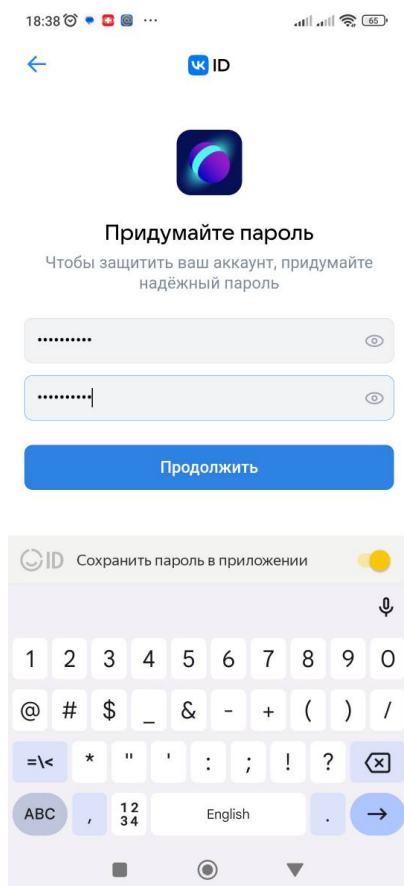 18:38
65
VK ID
Придумайте пароль
Чтобы защитить ваш аккаунт, придумайте
надёжный пароль
••••••••••
••••••••••
Продолжить
ID Сохранить пароль в приложении
1 2 3 4 5 6 7 8 9 0
@ # $ _ & - + ( ) /
=\< * " ' : ; ! ?
ABC , 12 34 English .